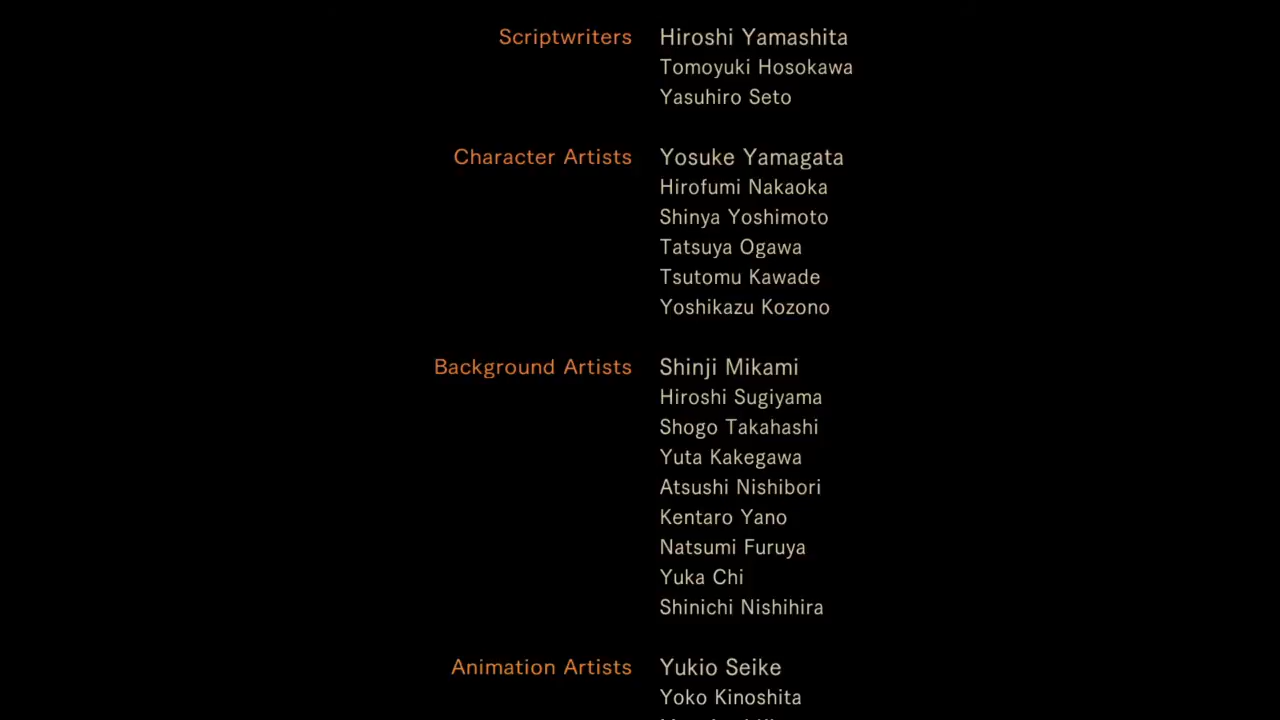 Scriptwriters Hiroshi Yamashita
Tomoyuki Hosokawa
Yasuhiro Seto
Character Artists Yosuke Yamagata
Hirofumi Nakaoka
Shinya Yoshimoto
Tatsuya Ogawa
Tsutomu Kawade
Yoshikazu Kozono
Background Artists Shinji Mikami
Hiroshi Sugiyama
Shogo Takahashi
Yuta Kakegawa
Atsushi Nishibori
Kentaro Yano
Natsumi Furuya
Yuka Chi
Shinichi Nishihira
Animation Artists Yukio Seike
Yoko Kinoshita